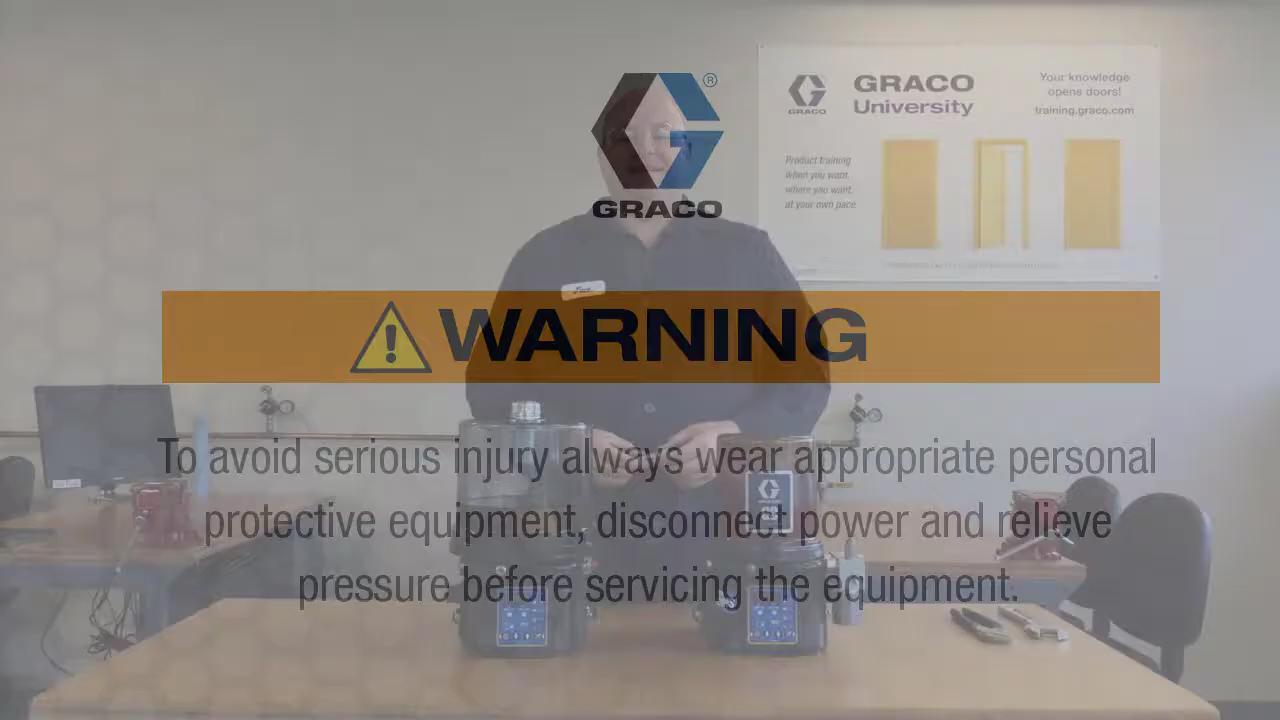 ®
GRACO
GRACO
GRACO
University
Your knowledge
opens doors!
training.graco.com
Product training
when you want,
where you want,
at your own pace.
WARNING
To avoid serious injury always wear appropriate personal
protective equipment, disconnect power and relieve
pressure before servicing the equipment.